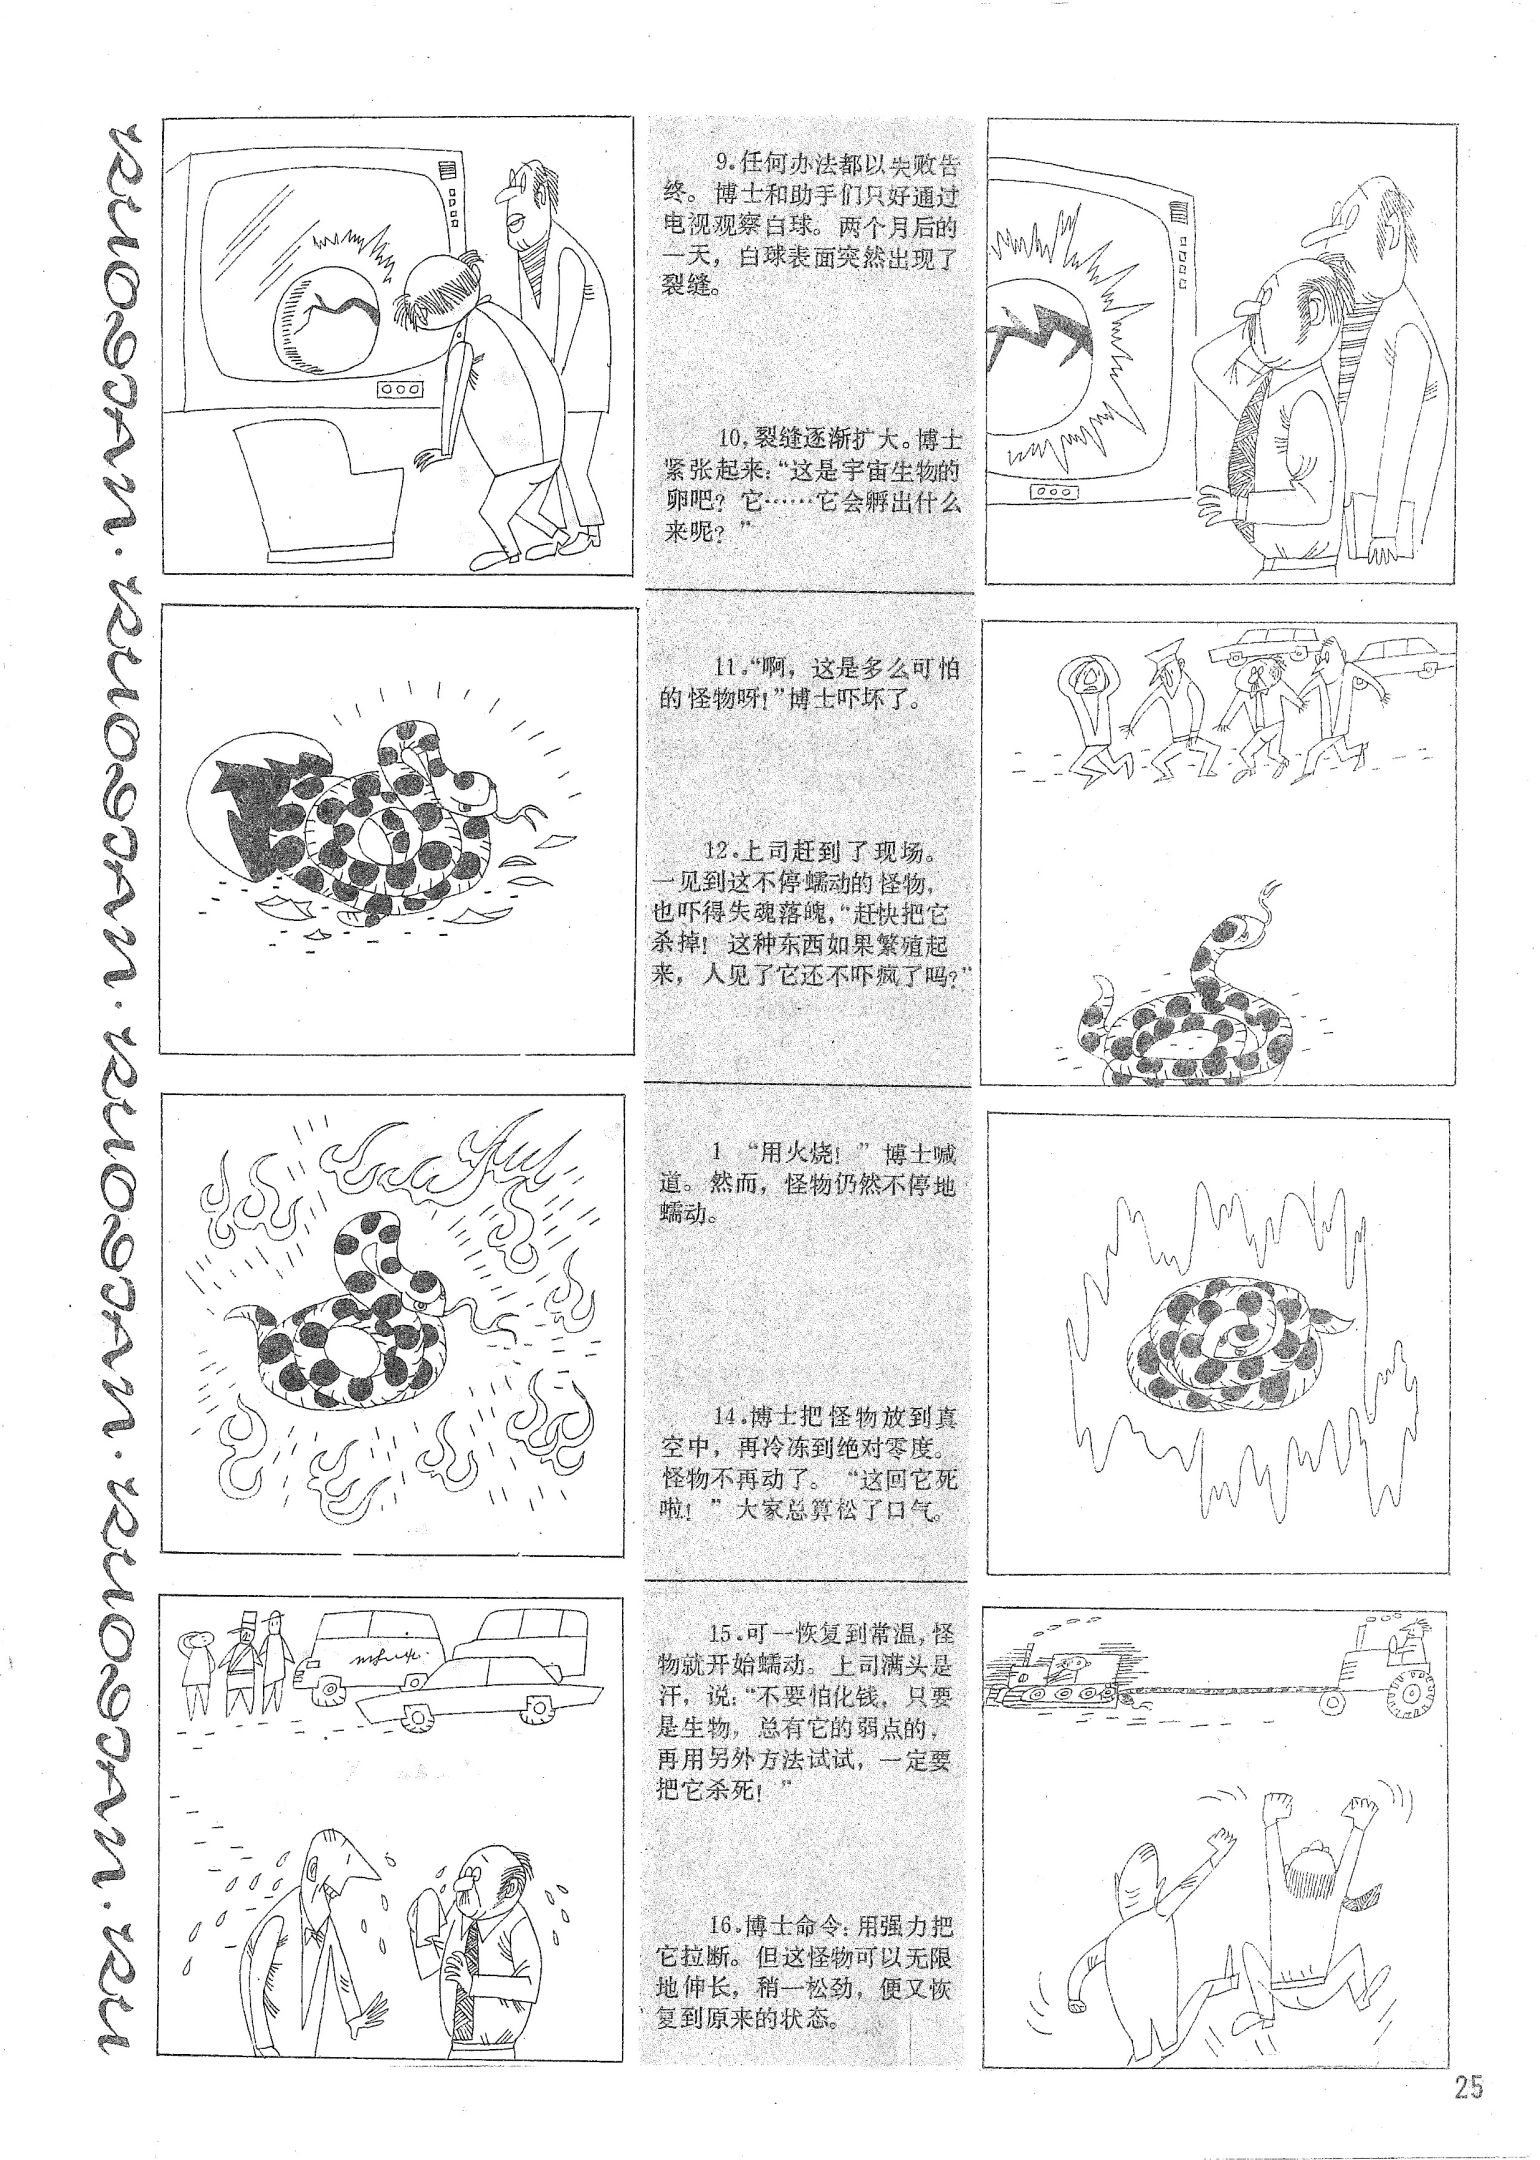 9.任何办法都以失败告
终。博士和助手们只好通过
电视观察白球。两个月后的
一天，白球表面突然出现了
裂缝。
10.裂缝逐渐扩大。博士
紧张起来：“这是宇宙生物的
卵吧？它……它会孵出什么
来呢？”
11.“啊，这是多么可怕
的怪物呀！”博士吓坏了。
12.上司赶到了现场。
一见到这不停蠕动的怪物，
也吓得失魂落魄，“赶快把它
杀掉！这种东西如果繁殖起
来，人见了它还不吓疯了吗？”
1 “用火烧！”博士喊
道。然而，怪物仍然不停地
蠕动。
14.博士把怪物放到真
空中，再冷冻到绝对零度。
怪物不再动了。“这回它死
啦！”大家总算松了口气。
15.可一恢复到常温，怪
物就开始蠕动。上司满头是
汗，说：“不要怕化钱，只要
是生物，总有它的弱点的，
再用另外方法试试，一定要
把它杀死！”
16.博士命令：用强力把
它拉断。但这怪物可以无限
地伸长，稍一松劲，便又恢
复到原来的状态。
25